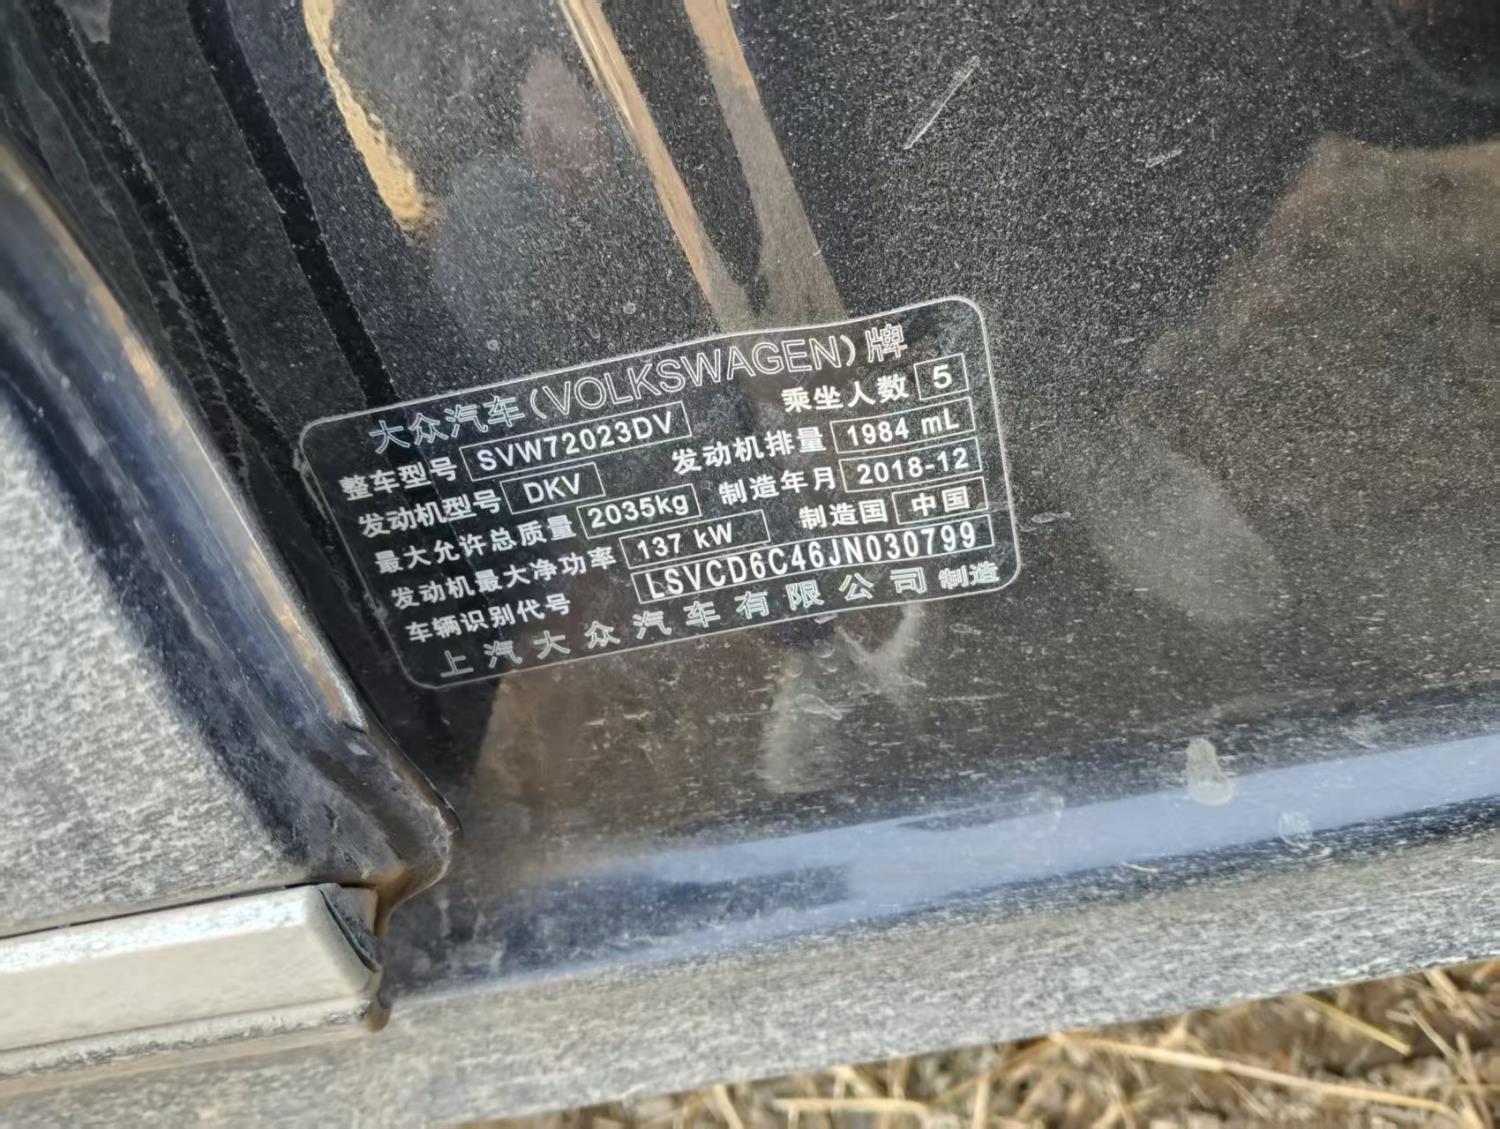 大众汽车(VOLKSWAGEN)牌
整车型号 SVW72023DV 乘坐人数 5
发动机型号 DKV 发动机排量 1984 mL
最大允许总质量 2035kg 制造年月 2018-12
发动机最大净功率 137 kW 制造国 中国
车辆识别代号 LSVCD6C46JN030799
上汽大众汽车有限公司 制造